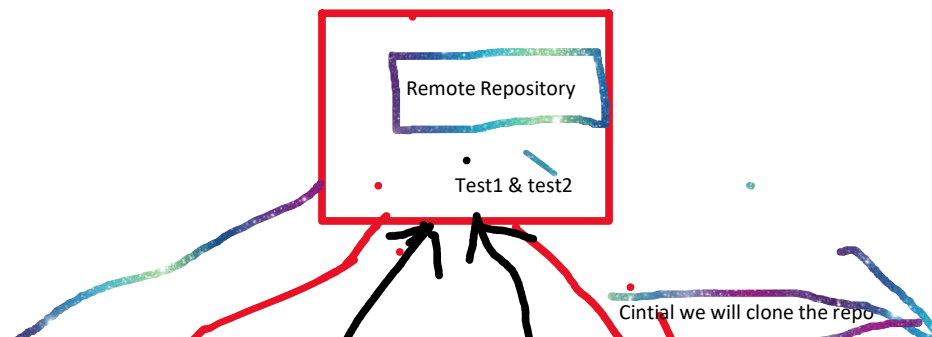 Remote Repository
Test1 & test2
Cintial we will clone the repo